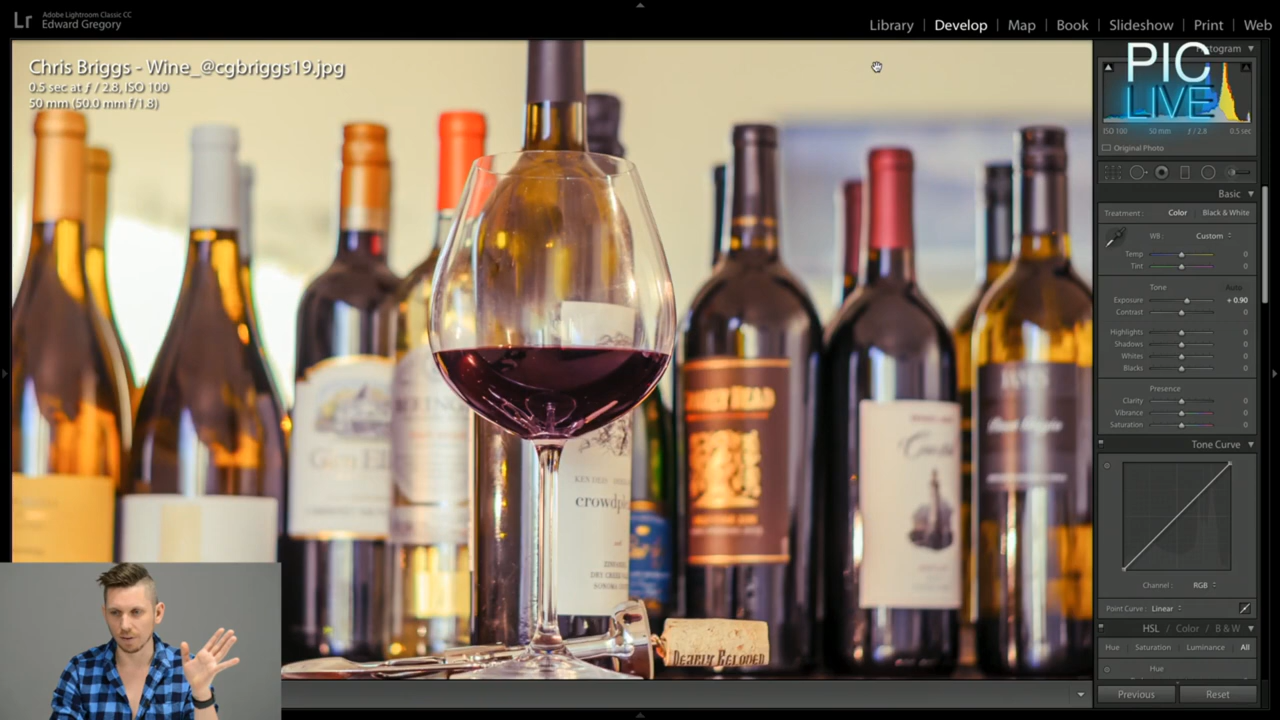 Lr
Adobe Lightroom Classic CC
Edward Gregory
Library | Develop | Map | Book | Slideshow | Print | Web
Chris Briggs - Wine_@cgbriggs19.jpg
0.5 sec at ƒ / 2.8, ISO 100
50 mm (50.0 mm f/1.8)
PIC
LIVE
ISO 100 50 mm ƒ / 2.8 0.5 sec
Original Photo
Basic
Treatment: Color Black & White
WB: Custom
Temp 0
Tint 0
Tone Auto
Exposure + 0.90
Contrast 0
Highlights 0
Shadows 0
Whites 0
Blacks 0
Presence
Clarity 0
Vibrance 0
Saturation 0
Tone Curve
Channel: RGB
Point Curve: Linear
HSL / Color / B & W
Hue Saturation Luminance All
Hue
Previous Reset
DEARLY BELOVED